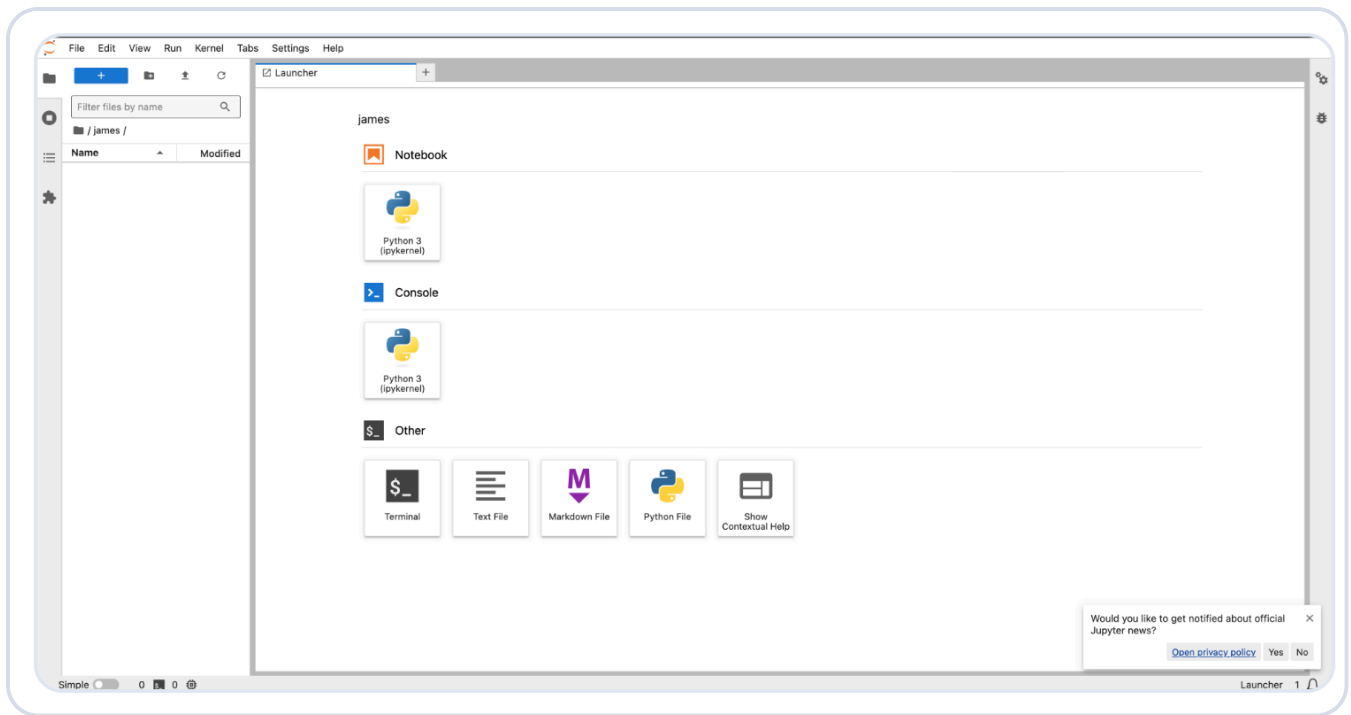 File Edit View Run Kernel Tabs Settings Help
+
Launcher
+
Filter files by name
/ james /
Name Modified
james
Notebook
Python 3
(ipykernel)
>_ Console
Python 3
(ipykernel)
$_ Other
$_
Terminal
Text File
M
Markdown File
Python File
Show
Contextual Help
Would you like to get notified about official
Jupyter news?
Open privacy policy Yes No
Simple 0 $_ 0
Launcher 1